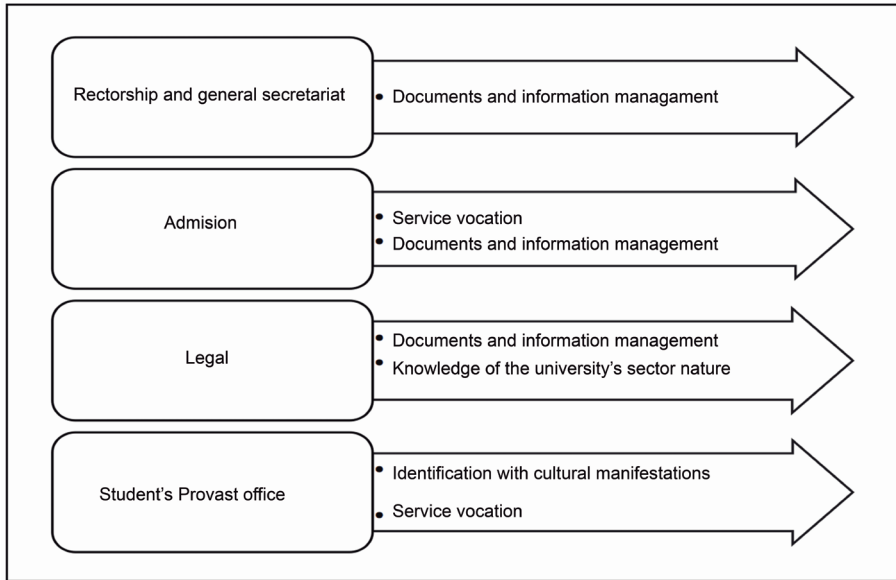 Rectorship and general secretariat
• Documents and information managament
Admision
• Service vocation
• Documents and information management
Legal
• Documents and information management
• Knowledge of the university's sector nature
Student's Provast office
• Identification with cultural manifestations
• Service vocation